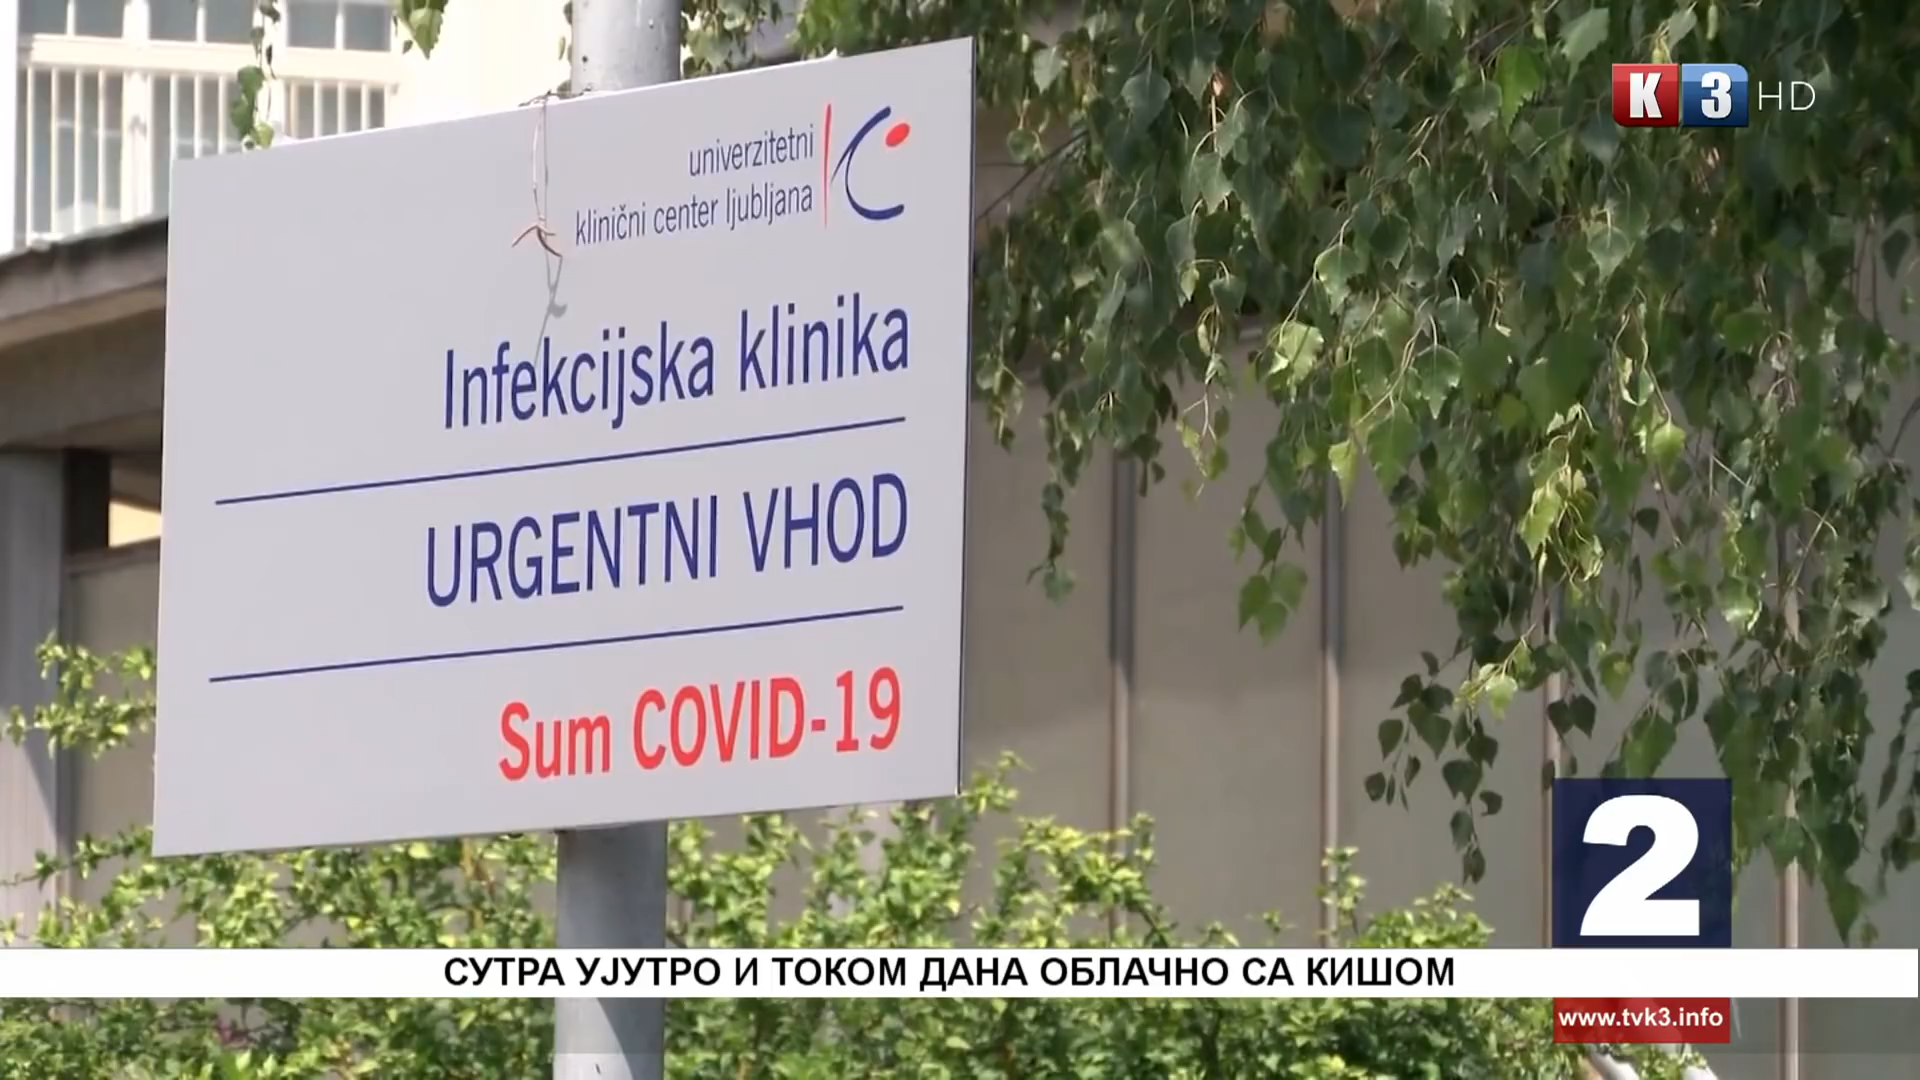 K3 HD
univerzitetni
klinični center ljubljana
Infekcijska klinika
URGENTNI VHOD
Sum COVID-19
2
СУТРА УЈУТРО И ТОКОМ ДАНА ОБЛАЧНО СА КИШОМ
www.tvk3.info